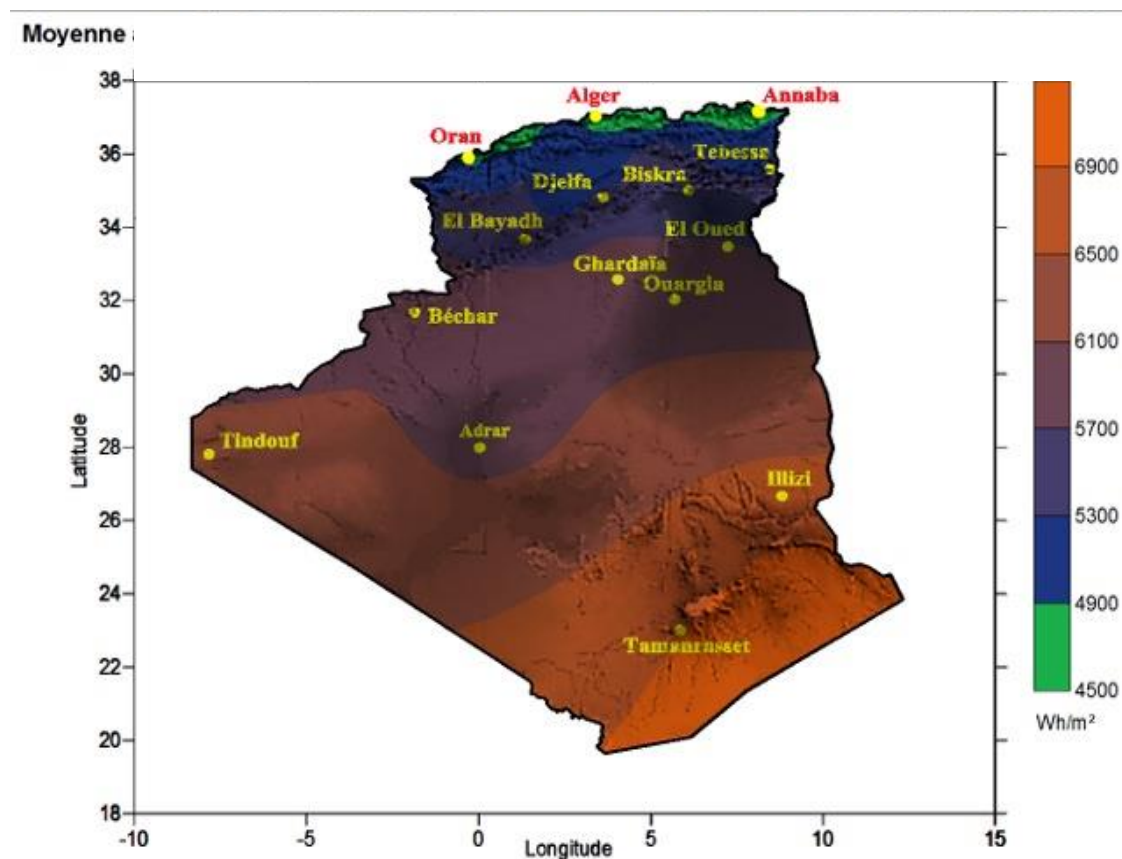 Moyenne
38
36
34
32
30
28
26
24
22
20
18
Latitude
-10
-5
0
5
10
15
Longitude
Alger
Annaba
Oran
Tebessa
Biskra
Djelfa
El Bayadh
El Oued
Ghardaïa
Ouargla
Béchar
Adrar
Tindouf
Illizi
Tamanrasset
6900
6500
6100
5700
5300
4900
4500
Wh/m²